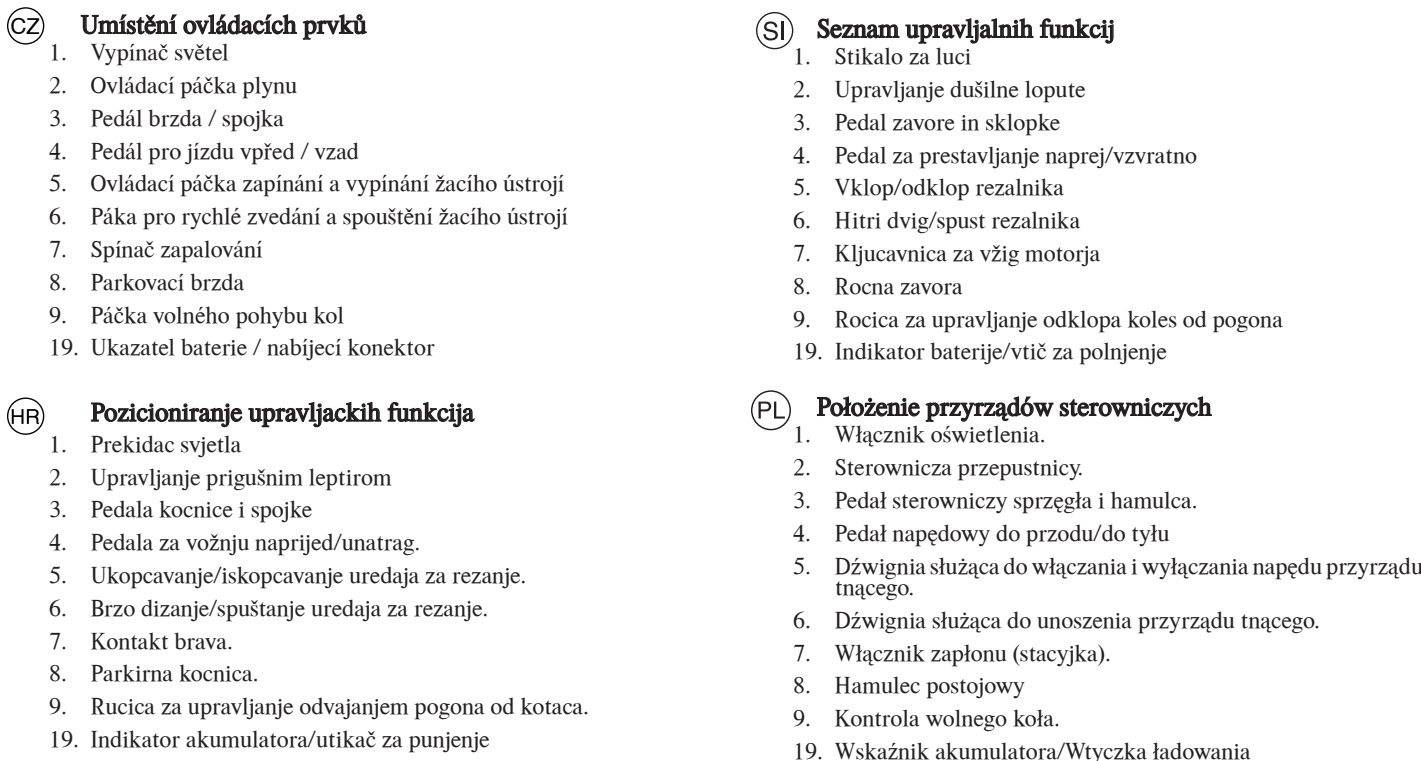 CZ Umístění ovládacích prvků
1. Vypínač světel
2. Ovládací páčka plynu
3. Pedál brzda / spojka
4. Pedál pro jízdu vpřed / vzad
5. Ovládací páčka zapínání a vypínání žacího ústrojí
6. Páka pro rychlé zvedání a spouštění žacího ústrojí
7. Spínač zapalování
8. Parkovací brzda
9. Páčka volného pohybu kol
19. Ukazatel baterie / nabíjecí konektor
HR Pozicioniranje upravljackih funkcija
1. Prekidac svjetla
2. Upravljanje prigušnim leptirom
3. Pedala kocnice i spojke
4. Pedala za vožnju naprijed/unatrag.
5. Ukopcavanje/iskopcavanje uredaja za rezanje.
6. Brzo dizanje/spuštanje uredaja za rezanje.
7. Kontakt brava.
8. Parkirna kocnica.
9. Rucica za upravljanje odvajanjem pogona od kotaca.
19. Indikator akumulatora/utikač za punjenje
SI Seznam upravljalnih funkcij
1. Stikalo za luci
2. Upravljanje dušilne lopute
3. Pedal zavore in sklopke
4. Pedal za prestavljanje naprej/vzvratno
5. Vklop/odklop rezalnika
6. Hitri dvig/spust rezalnika
7. Kljucavnica za vžig motorja
8. Rocna zavora
9. Rocica za upravljanje odklopa koles od pogona
19. Indikator baterije/vtič za polnjenje
PL Położenie przyrządów sterowniczych
1. Włącznik oświetlenia.
2. Sterownicza przepustnicy.
3. Pedał sterowniczy sprzęgła i hamulca.
4. Pedał napędowy do przodu/do tyłu
5. Dźwignia służąca do włączania i wyłączania napędu przyrządu
tnącego.
6. Dźwignia służąca do unoszenia przyrządu tnącego.
7. Włącznik zapłonu (stacyjka).
8. Hamulec postojowy
9. Kontrola wolnego koła.
19. Wskaźnik akumulatora/Wtyczka ładowania